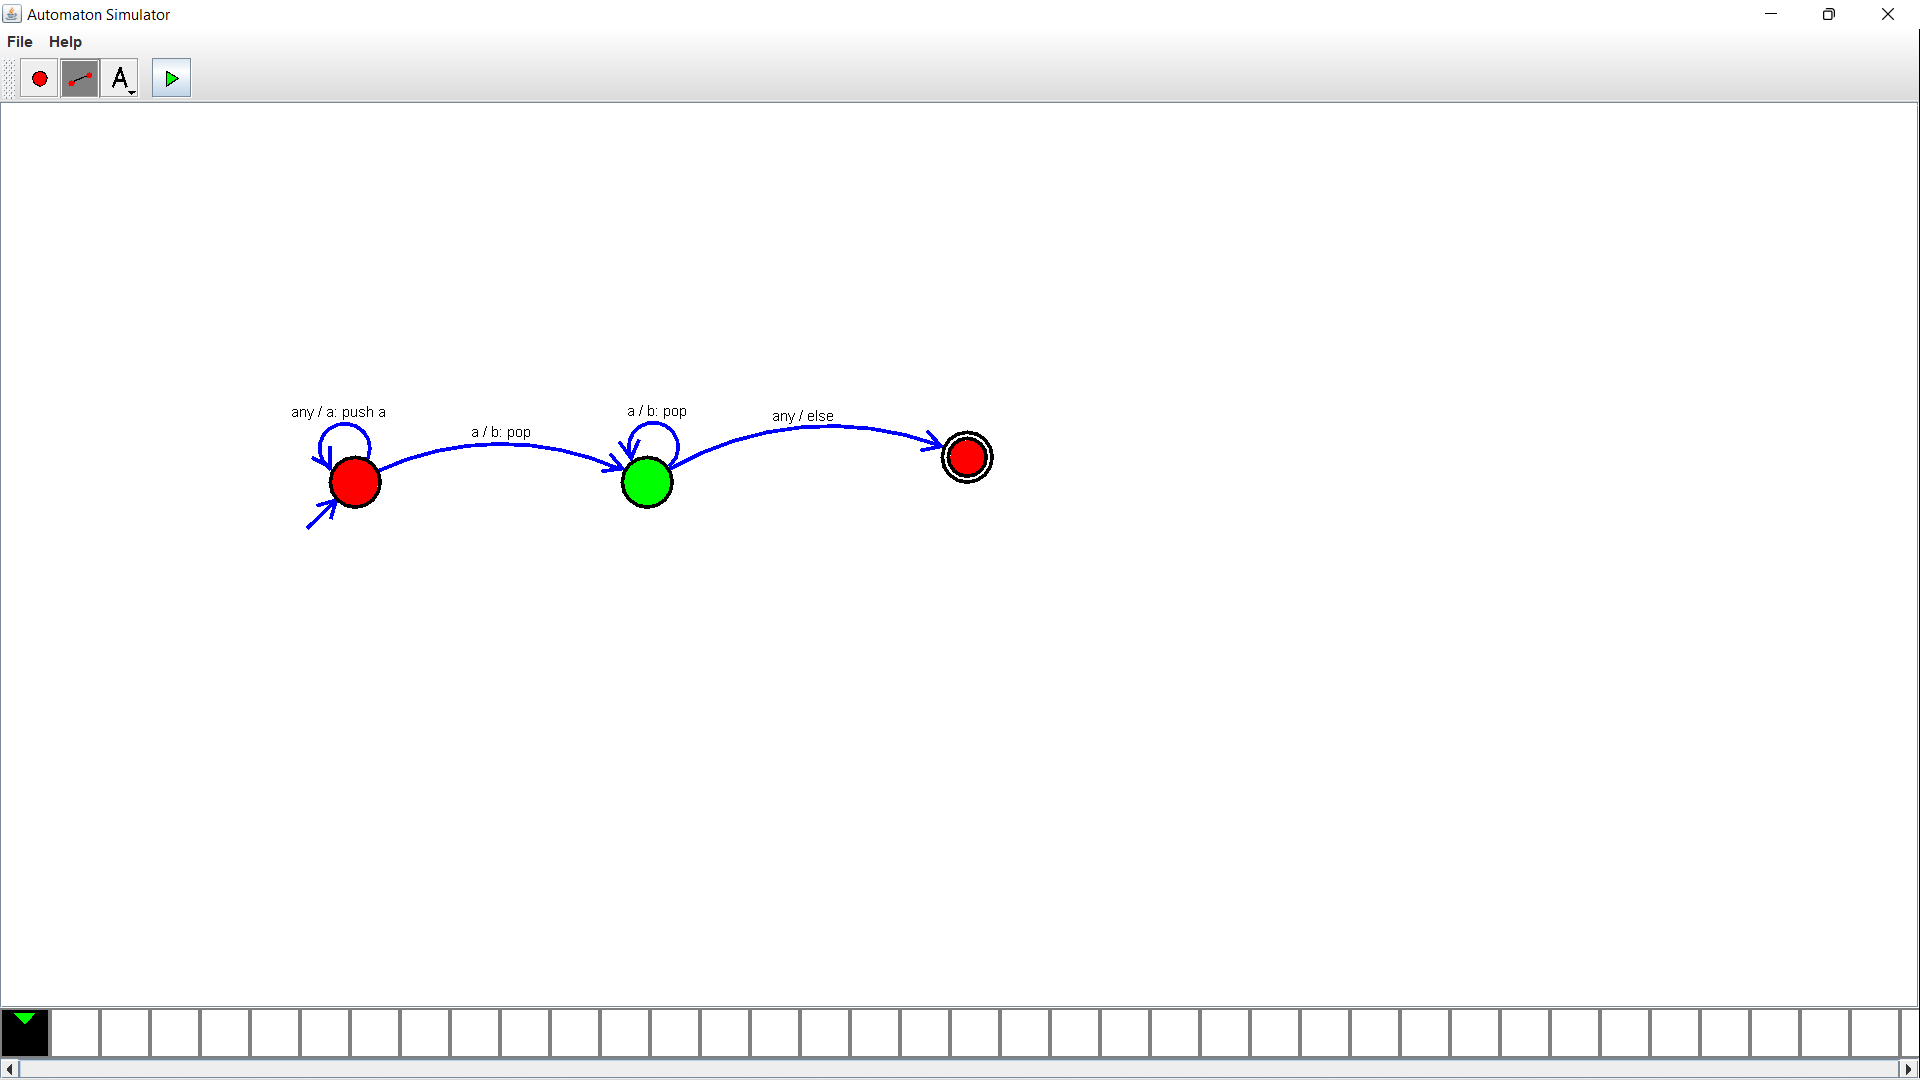 Automaton Simulator
File Help
A
any / a: push a
a / b: pop
a / b: pop
any / else